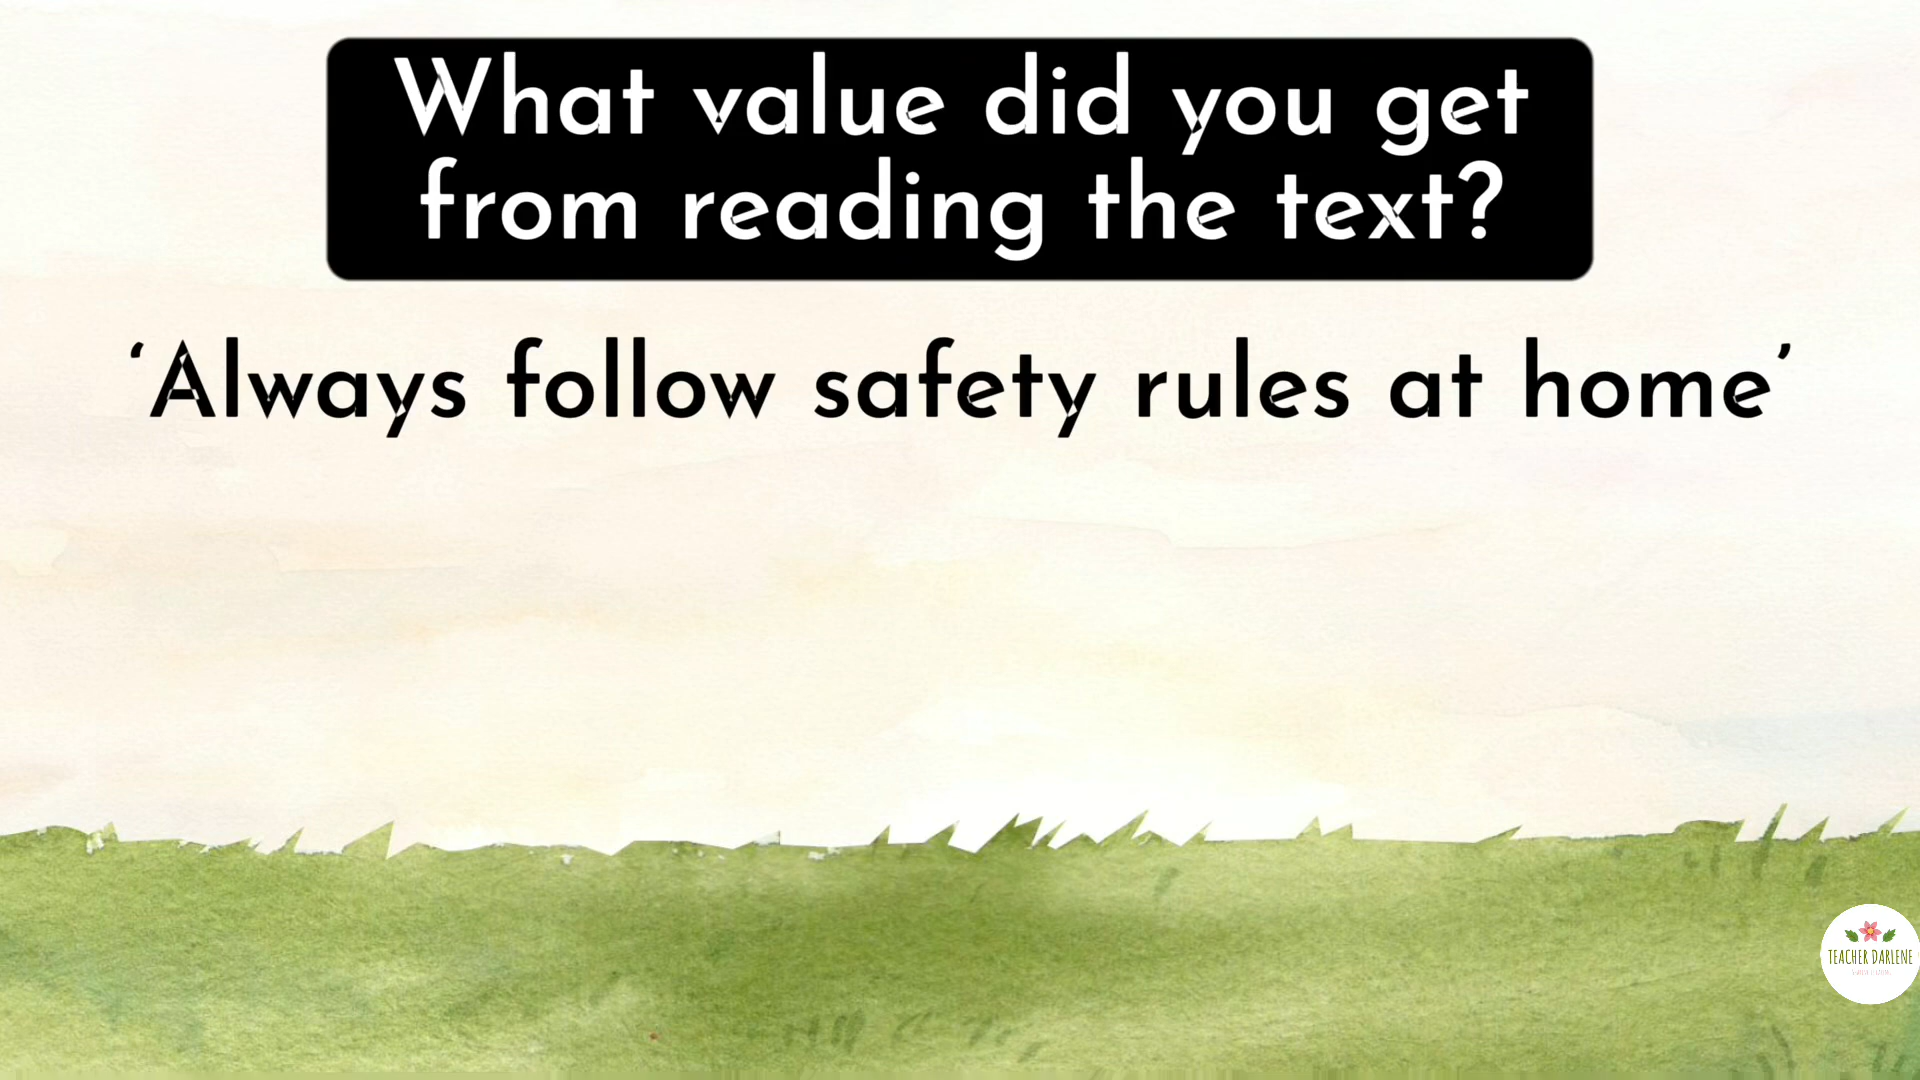 What value did you get
from reading the text?
‘Always follow safety rules at home’
TEACHER DARLENE